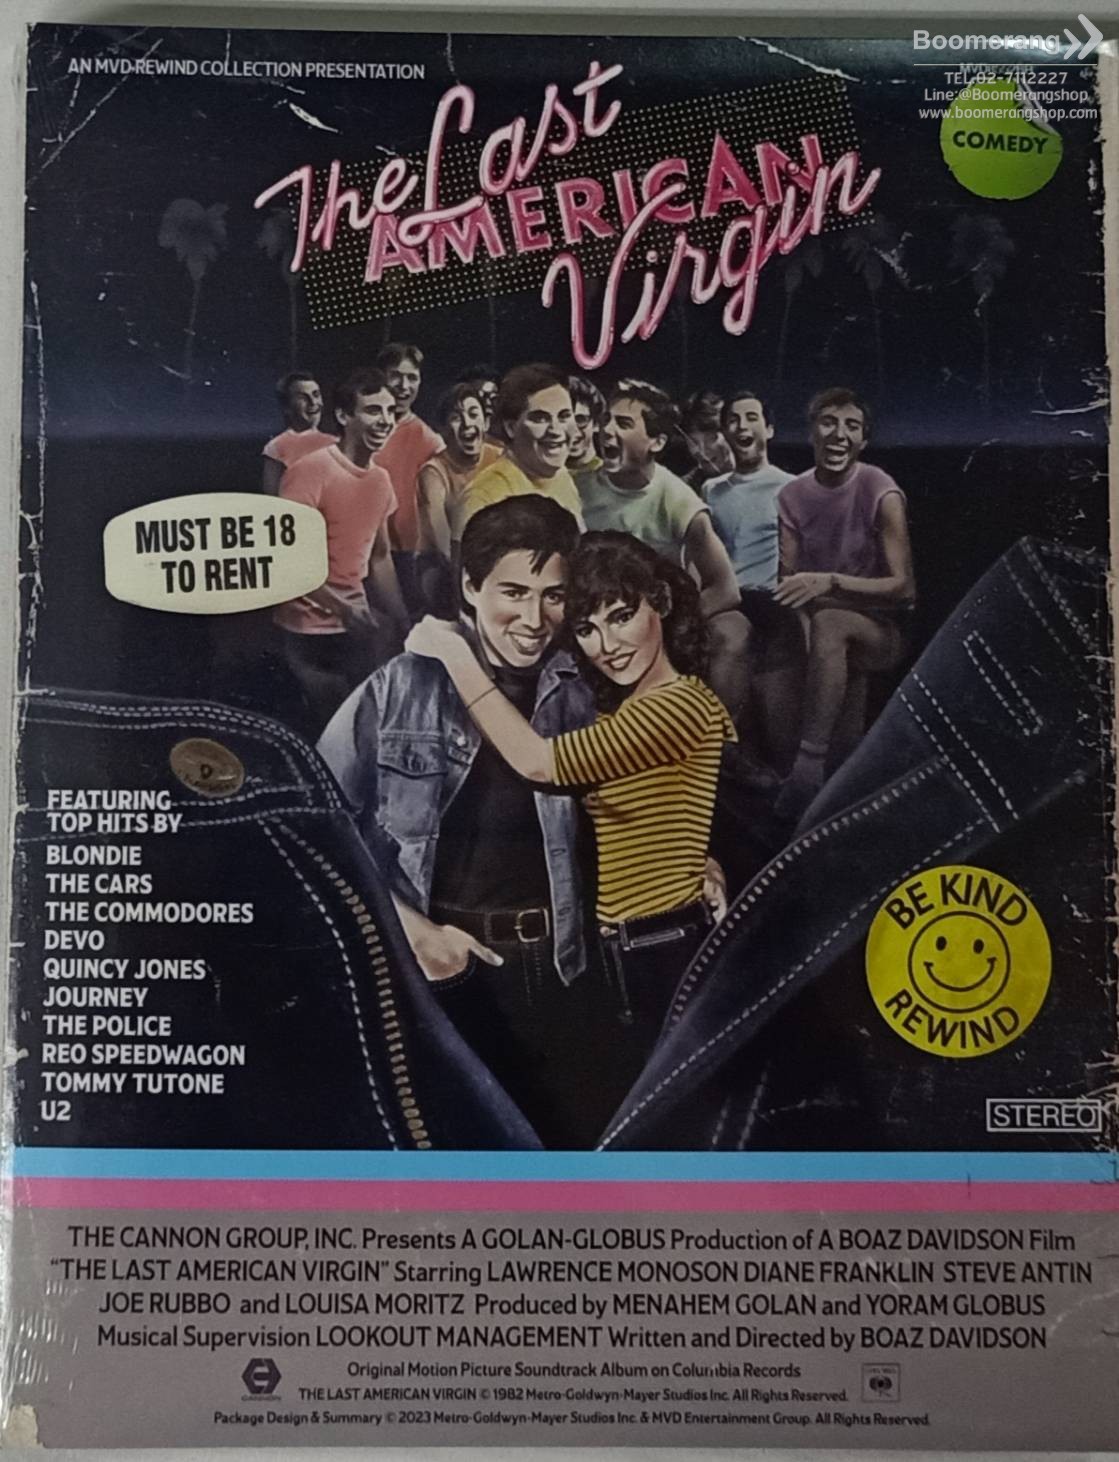 AN MVD REWIND COLLECTION PRESENTATION
Boomerang
TEL.02-7112227
Line:@Boomerangshop
www.boomerangshop.com
COMEDY
The Last
AMERICAN
Virgin
MUST BE 18
TO RENT
FEATURING
TOP HITS BY
BLONDIE
THE CARS
THE COMMODORES
DEVO
QUINCY JONES
JOURNEY
THE POLICE
REO SPEEDWAGON
TOMMY TUTONE
U2
BE KIND
REWIND
STEREO
THE CANNON GROUP, INC. Presents A GOLAN-GLOBUS Production of A BOAZ DAVIDSON Film
"THE LAST AMERICAN VIRGIN" Starring LAWRENCE MONOSON DIANE FRANKLIN STEVE ANTIN
JOE RUBBO and LOUISA MORITZ Produced by MENAHEM GOLAN and YORAM GLOBUS
Musical Supervision LOOKOUT MANAGEMENT Written and Directed by BOAZ DAVIDSON
Original Motion Picture Soundtrack Album on Columbia Records
CANNON
THE LAST AMERICAN VIRGIN © 1982 Metro-Goldwyn-Mayer Studios Inc. All Rights Reserved.
Package Design & Summary © 2023 Metro-Goldwyn-Mayer Studios Inc. & MVD Entertainment Group. All Rights Reserved.